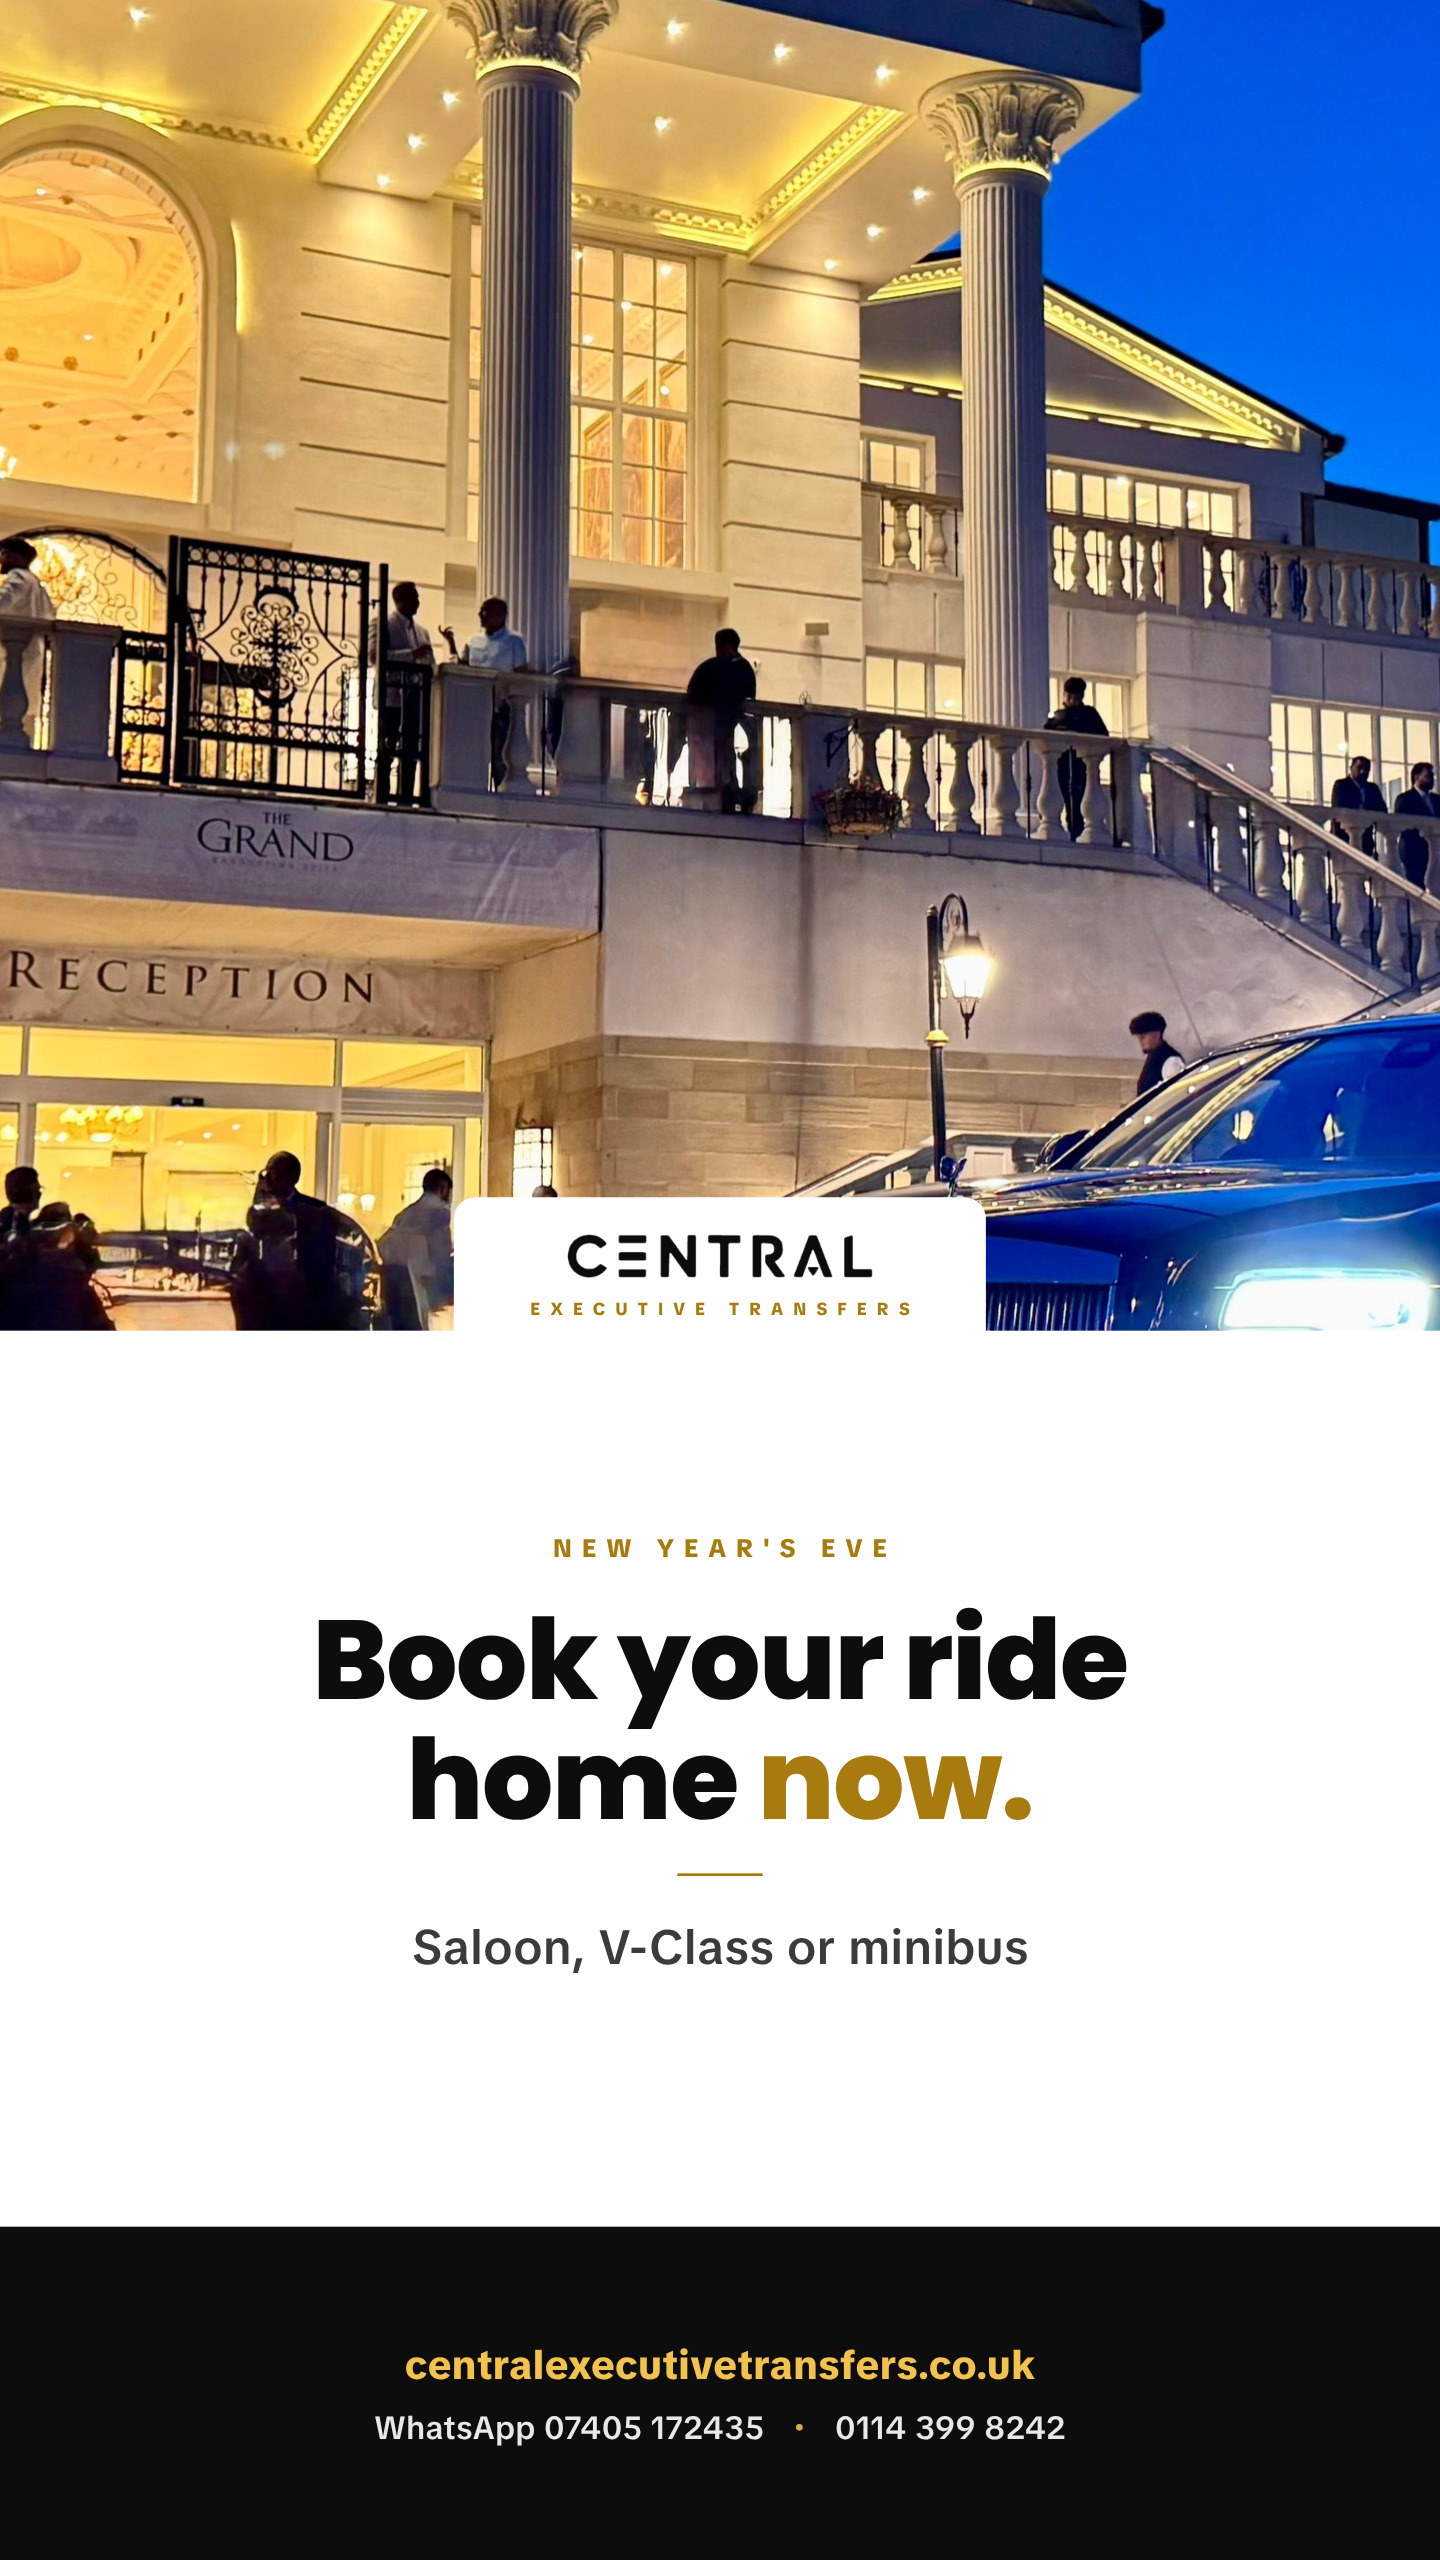 THE
GRAND
RECEPTION
CENTRAL
EXECUTIVE TRANSFERS
NEW YEAR'S EVE
Book your ride
home now.
Saloon, V-Class or minibus
centralexecutivetransfers.co.uk
WhatsApp 07405 172435 • 0114 399 8242